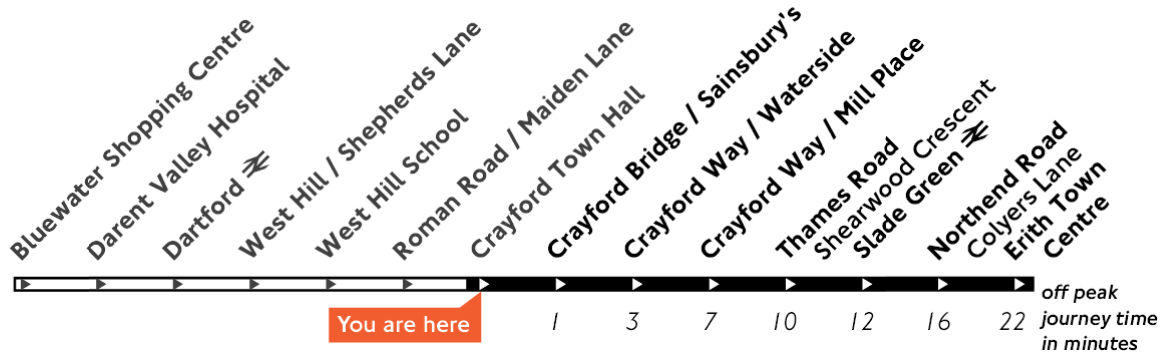 Bluewater Shopping Centre
Darent Valley Hospital
Dartford
West Hill / Shepherds Lane
West Hill School
Roman Road / Maiden Lane
Crayford Town Hall
Crayford Bridge / Sainsbury's
Crayford Way / Waterside
Crayford Way / Mill Place
Thames Road
Shearwood Crescent
Slade Green
Northend Road
Colyers Lane
Erith Town
Centre
You are here
1 3 7 10 12 16 22
off peak
journey time
in minutes